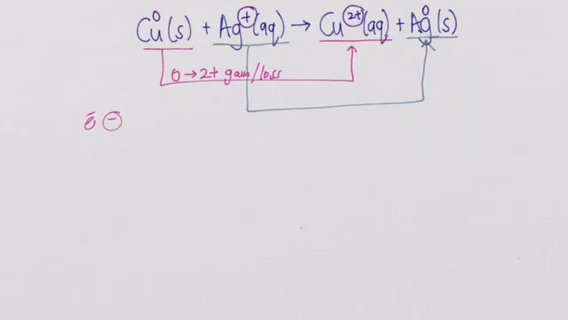 Cu⁰(s) + Ag⁺(aq) → Cu²⁺(aq) + Ag⁰(s)
0 → 2+ gain/loss
ē ⊖